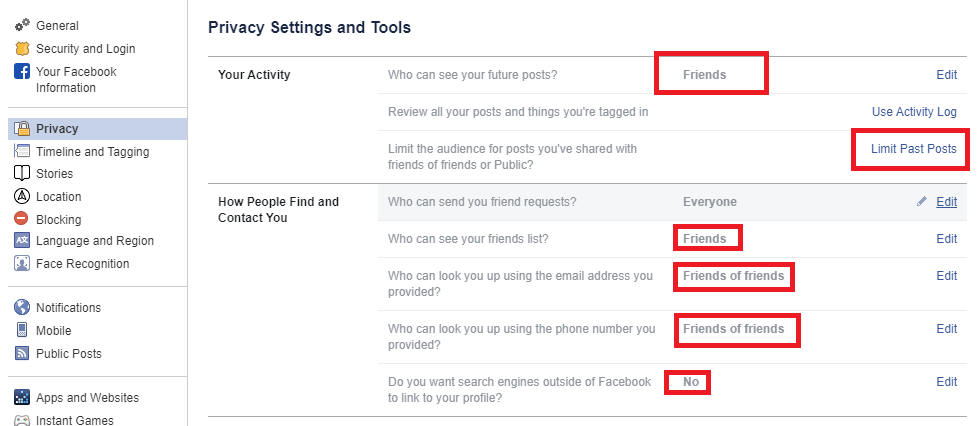 Privacy Settings and Tools
General
Security and Login
Your Facebook
Information
Privacy
Timeline and Tagging
Stories
Location
Blocking
Language and Region
Face Recognition
Notifications
Mobile
Public Posts
Apps and Websites
Instant Games
Your Activity
Who can see your future posts? Friends Edit
Review all your posts and things you're tagged in Use Activity Log
Limit the audience for posts you've shared with Limit Past Posts
friends of friends or Public?
How People Find and
Contact You
Who can send you friend requests? Everyone Edit
Who can see your friends list? Friends Edit
Who can look you up using the email address you Friends of friends Edit
provided?
Who can look you up using the phone number you Friends of friends Edit
provided?
Do you want search engines outside of Facebook No Edit
to link to your profile?